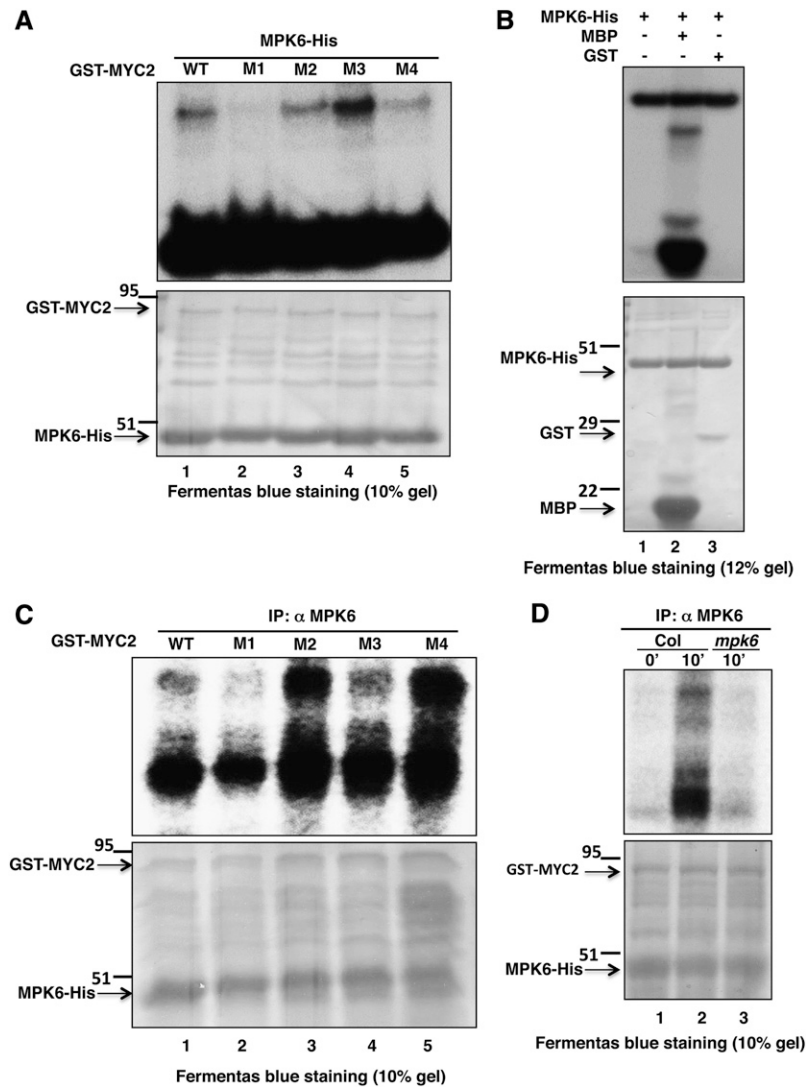 A
MPK6-His
GST-MYC2 WT M1 M2 M3 M4
95
GST-MYC2
51
MPK6-His
1 2 3 4 5
Fermentas blue staining (10% gel)
B
MPK6-His + + +
MBP - + -
GST - - +
51
MPK6-His
29
GST
22
MBP
1 2 3
Fermentas blue staining (12% gel)
C
IP: α MPK6
GST-MYC2 WT M1 M2 M3 M4
95
GST-MYC2
51
MPK6-His
1 2 3 4 5
Fermentas blue staining (10% gel)
D
IP: α MPK6
Col mpk6
0' 10' 10'
95
GST-MYC2
51
MPK6-His
1 2 3
Fermentas blue staining (10% gel)